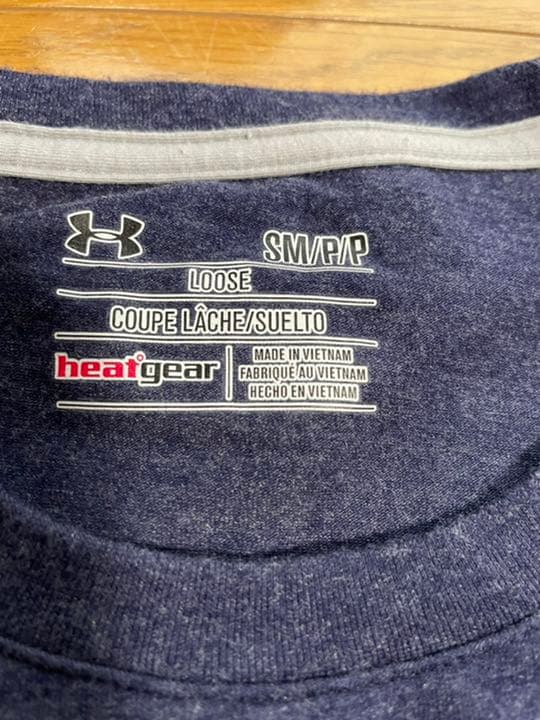 SM/P/P
LOOSE
COUPE LÂCHE/SUELTO
heatgear
MADE IN VIETNAM
FABRIQUÉ AU VIETNAM
HECHO EN VIETNAM